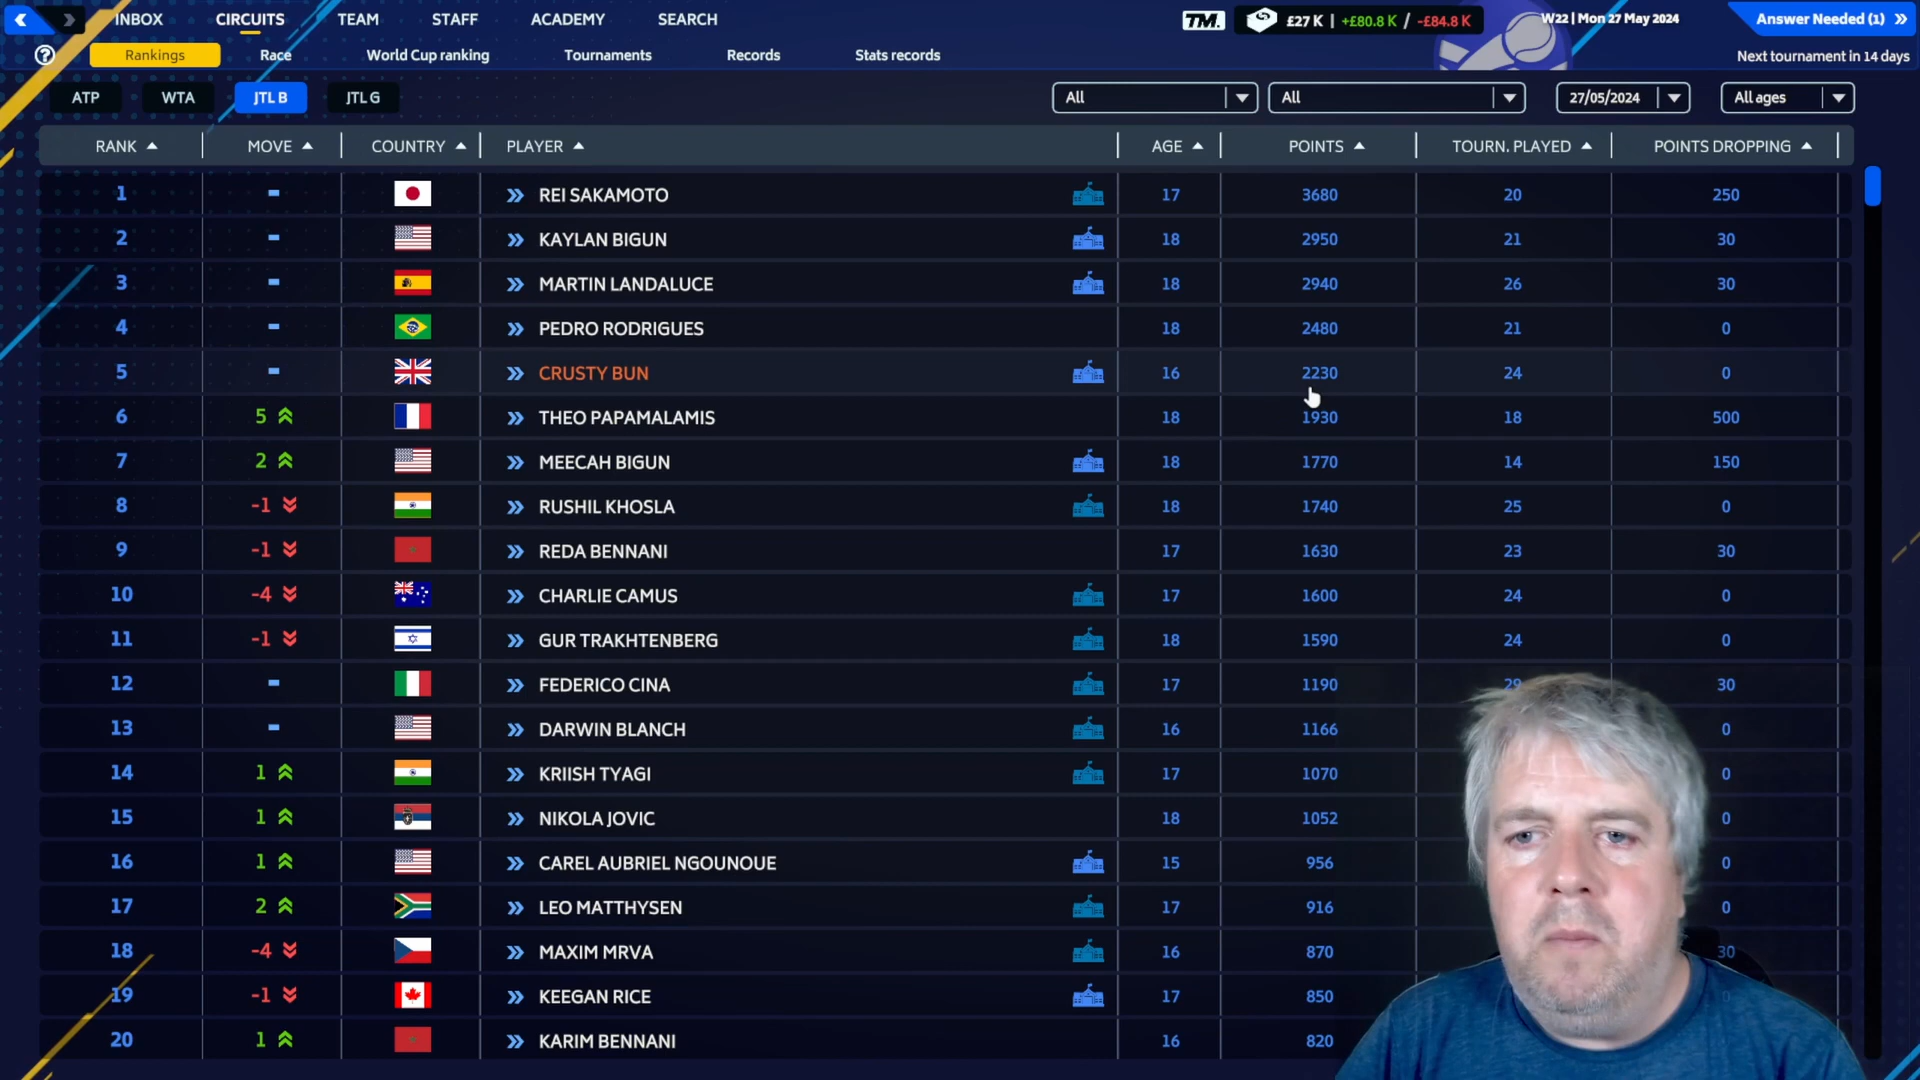 INBOX CIRCUITS TEAM STAFF ACADEMY SEARCH TM. £27 K | +£80.8 K / -£84.8 K W22 | Mon 27 May 2024 Answer Needed (1)
Rankings Race World Cup ranking Tournaments Records Stats records Next tournament in 14 days
ATP WTA JTL B JTL G All All 27/05/2024 All ages
RANK MOVE COUNTRY PLAYER AGE POINTS TOURN. PLAYED POINTS DROPPING
1 - REI SAKAMOTO 17 3680 20 250
2 - KAYLAN BIGUN 18 2950 21 30
3 - MARTIN LANDALUCE 18 2940 26 30
4 - PEDRO RODRIGUES 18 2480 21 0
5 - CRUSTY BUN 16 2230 24 0
6 5 THEO PAPAMALAMIS 18 1930 18 500
7 2 MEECAH BIGUN 18 1770 14 150
8 -1 RUSHIL KHOSLA 18 1740 25 0
9 -1 REDA BENNANI 17 1630 23 30
10 -4 CHARLIE CAMUS 17 1600 24 0
11 -1 GUR TRAKHTENBERG 18 1590 24 0
12 - FEDERICO CINA 17 1190 29 30
13 - DARWIN BLANCH 16 1166 0
14 1 KRIISH TYAGI 17 1070 0
15 1 NIKOLA JOVIC 18 1052 0
16 1 CAREL AUBRIEL NGOUNOUE 15 956 0
17 2 LEO MATTHYSEN 17 916 0
18 -4 MAXIM MRVA 16 870 30
19 -1 KEEGAN RICE 17 850
20 1 KARIM BENNANI 16 820